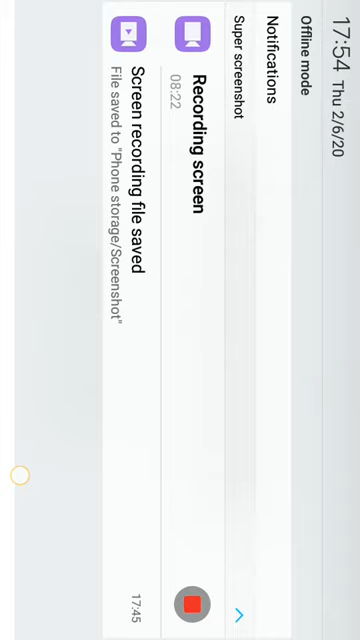 17:54 Thu 2/6/20
Offline mode
Notifications
Super screenshot
Recording screen
08:22
Screen recording file saved
File saved to "Phone storage/Screenshot"
17:45